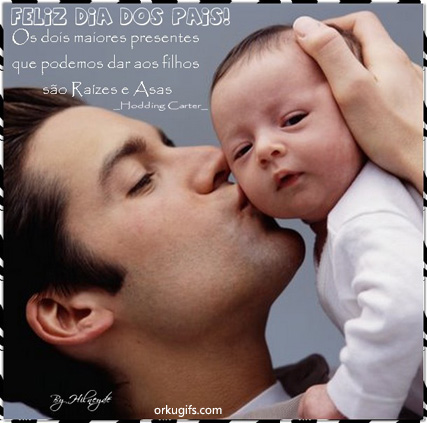 FELIZ DIA DOS PAIS!
Os dois maiores presentes
que podemos dar aos filhos
são Raízes e Asas
_Hodding Carter_
By Hilneyde
orkugifs.com